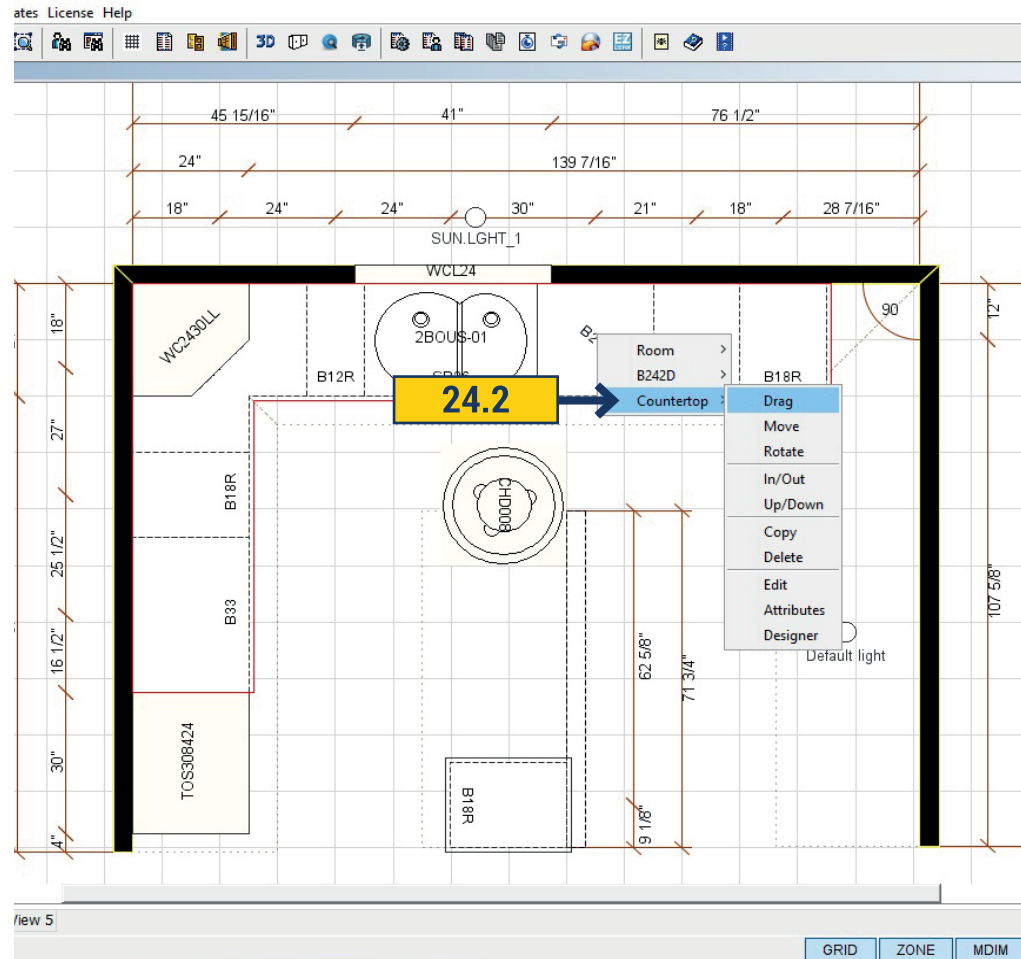 ates License Help
3D
EZ
45 15/16"
41"
76 1/2"
24"
139 7/16"
18"
24"
24"
30"
21"
18"
28 7/16"
SUN.LGHT_1
WCL24
18"
WC2430LL
2BOUS-01
90
12"
Room
B12R
B242D
B18R
24.2
Countertop
Drag
Move
Rotate
In/Out
Up/Down
Copy
Delete
Edit
Attributes
Designer
27"
B18R
CHD008
25 1/2"
B33
107 5/8"
16 1/2"
62 5/8"
71 3/4"
Default light
TOS308424
30"
B18R
9 1/8"
4"
View 5
GRID
ZONE
MDIM